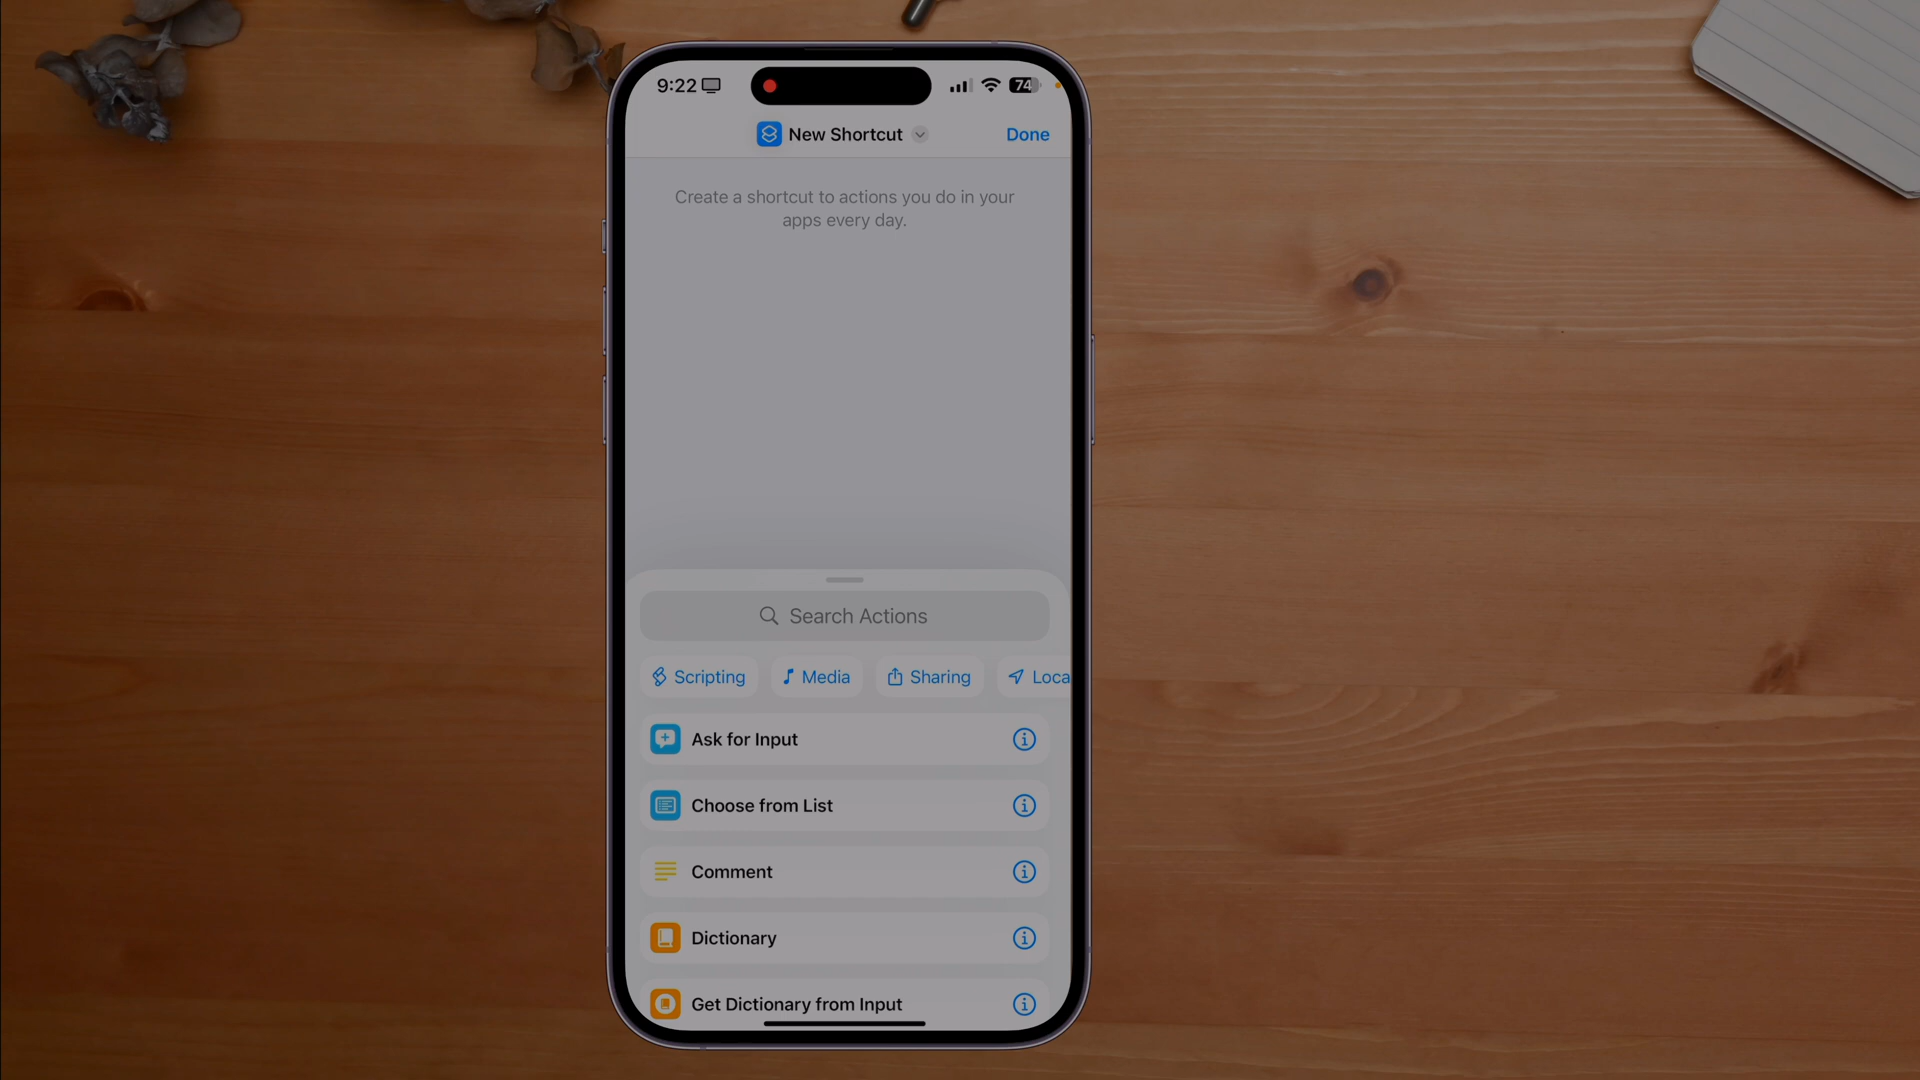 9:22
74
New Shortcut
Done
Create a shortcut to actions you do in your
apps every day.
Search Actions
Scripting
Media
Sharing
Loca
Ask for Input
Choose from List
Comment
Dictionary
Get Dictionary from Input